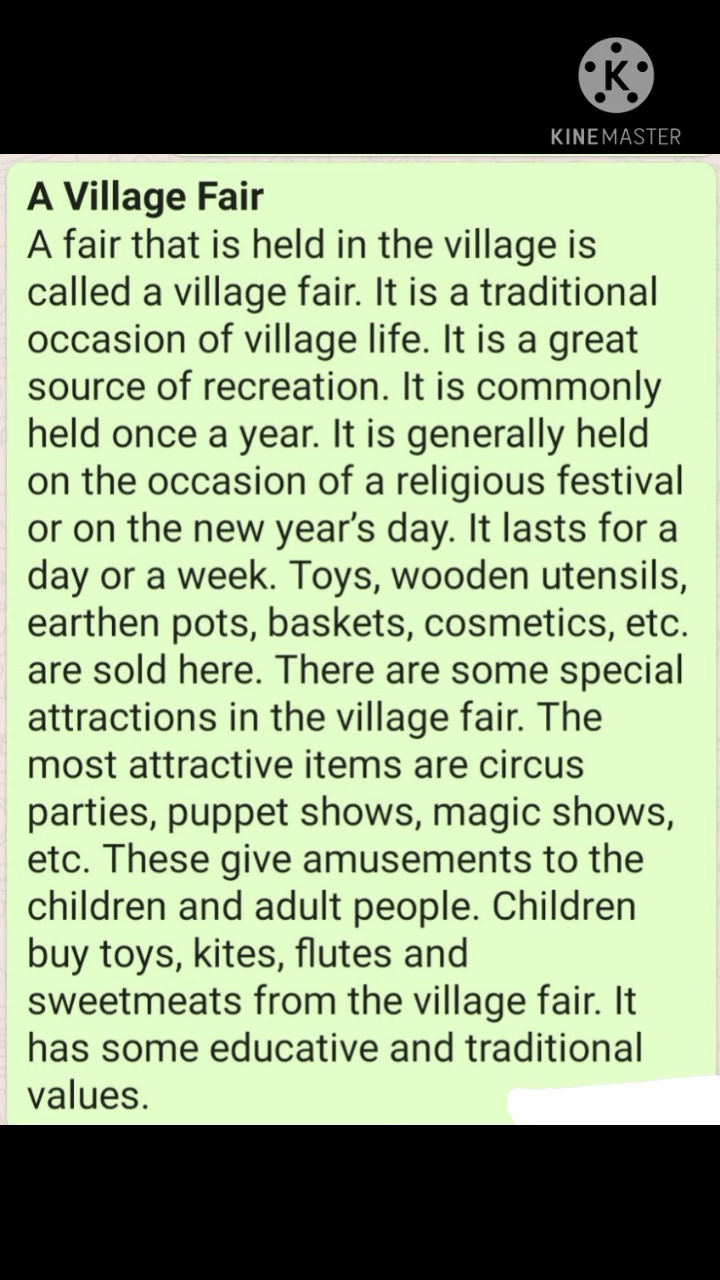 KINEMASTER
A Village Fair
A fair that is held in the village is
called a village fair. It is a traditional
occasion of village life. It is a great
source of recreation. It is commonly
held once a year. It is generally held
on the occasion of a religious festival
or on the new year’s day. It lasts for a
day or a week. Toys, wooden utensils,
earthen pots, baskets, cosmetics, etc.
are sold here. There are some special
attractions in the village fair. The
most attractive items are circus
parties, puppet shows, magic shows,
etc. These give amusements to the
children and adult people. Children
buy toys, kites, flutes and
sweetmeats from the village fair. It
has some educative and traditional
values.